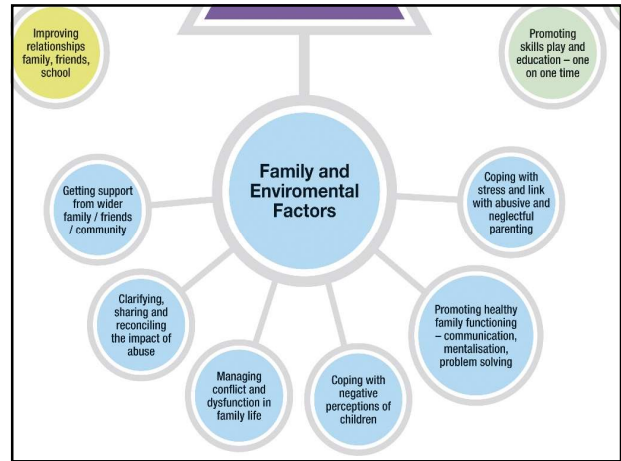 Improving
relationships
family, friends,
school
Promoting
skills play and
education – one
on one time
Family and
Enviromental
Factors
Getting support
from wider
family / friends
/ community
Coping with
stress and link
with abusive and
neglectful
parenting
Clarifying,
sharing and
reconciling
the impact of
abuse
Promoting healthy
family functioning
– communication,
mentalisation,
problem solving
Managing
conflict and
dysfunction in
family life
Coping with
negative
perceptions of
children